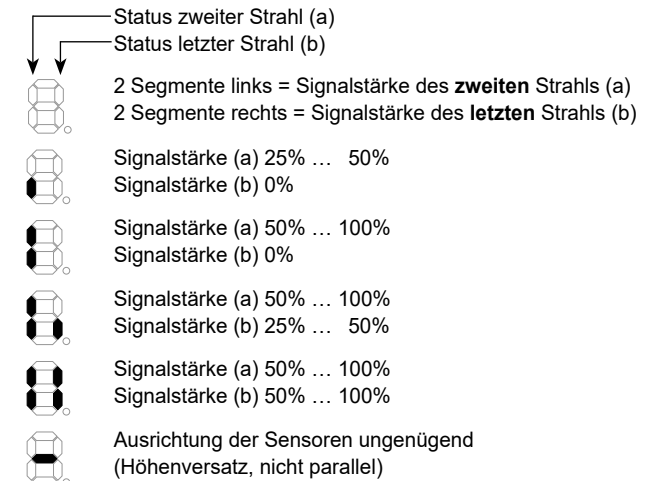 Status zweiter Strahl (a)
Status letzter Strahl (b)
2 Segmente links = Signalstärke des zweiten Strahls (a)
2 Segmente rechts = Signalstärke des letzten Strahls (b)
Signalstärke (a) 25% … 50%
Signalstärke (b) 0%
Signalstärke (a) 50% … 100%
Signalstärke (b) 0%
Signalstärke (a) 50% … 100%
Signalstärke (b) 25% … 50%
Signalstärke (a) 50% … 100%
Signalstärke (b) 50% … 100%
Ausrichtung der Sensoren ungenügend
(Höhenversatz, nicht parallel)